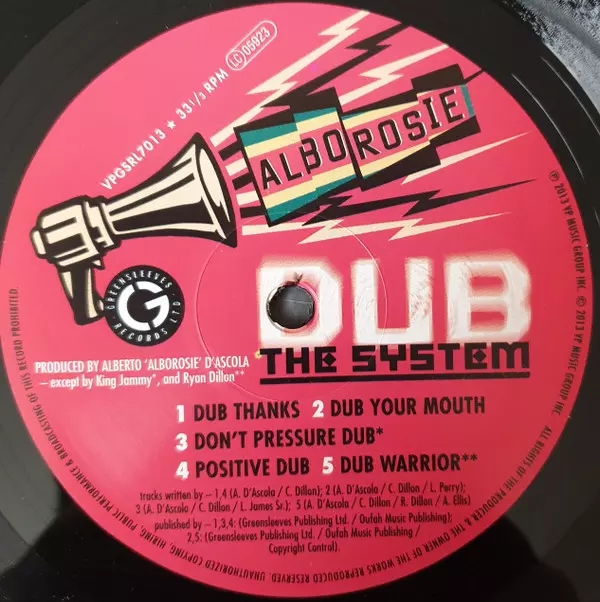 VPGSRL7013 ★ 33 1/3 RPM
LC 05923
ALBOROSIE
GREENSLEEVES
RECORDS LTD.
G
DUB
THE SYSTEM
PRODUCED BY ALBERTO 'ALBOROSIE' D'ASCOLA
– except by King Jammy*, and Ryan Dillon**
1 DUB THANKS 2 DUB YOUR MOUTH
3 DON'T PRESSURE DUB*
4 POSITIVE DUB 5 DUB WARRIOR**
tracks written by – 1,4 (A. D'Ascola / C. Dillon); 2 (A. D'Ascola / C. Dillon / L. Perry);
3 (A. D'Ascola / C. Dillon / L. James Sr.); 5 (A. D'Ascola / C. Dillon / R. Dillon / A. Ellis)
published by – 1,3,4: (Greensleeves Publishing Ltd. / Oufah Music Publishing);
2,5: (Greensleeves Publishing Ltd. / Oufah Music Publishing /
Copyright Control).
℗ 2013 VP MUSIC GROUP INC. © 2013 VP MUSIC GROUP INC.
ALL RIGHTS OF THE PRODUCER & THE OWNER OF THE WORKS REPRODUCED RESERVED. UNAUTHORIZED COPYING, HIRING, PUBLIC PERFORMANCE & BROADCASTING OF THIS RECORD PROHIBITED.